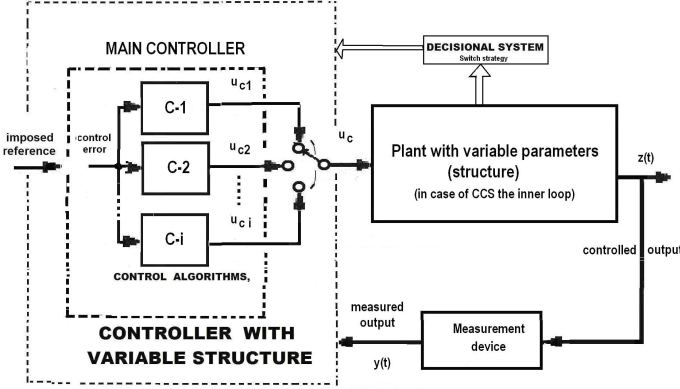 MAIN CONTROLLER
DECISIONAL SYSTEM
Switch strategy
imposed
reference
control
error
C-1
C-2
C-i
u c1
u c2
u c i
u c
CONTROL ALGORITHMS,
CONTROLLER WITH
VARIABLE STRUCTURE
Plant with variable parameters
(structure)
(in case of CCS the inner loop)
z(t)
controlled output
measured
output
y(t)
Measurement
device